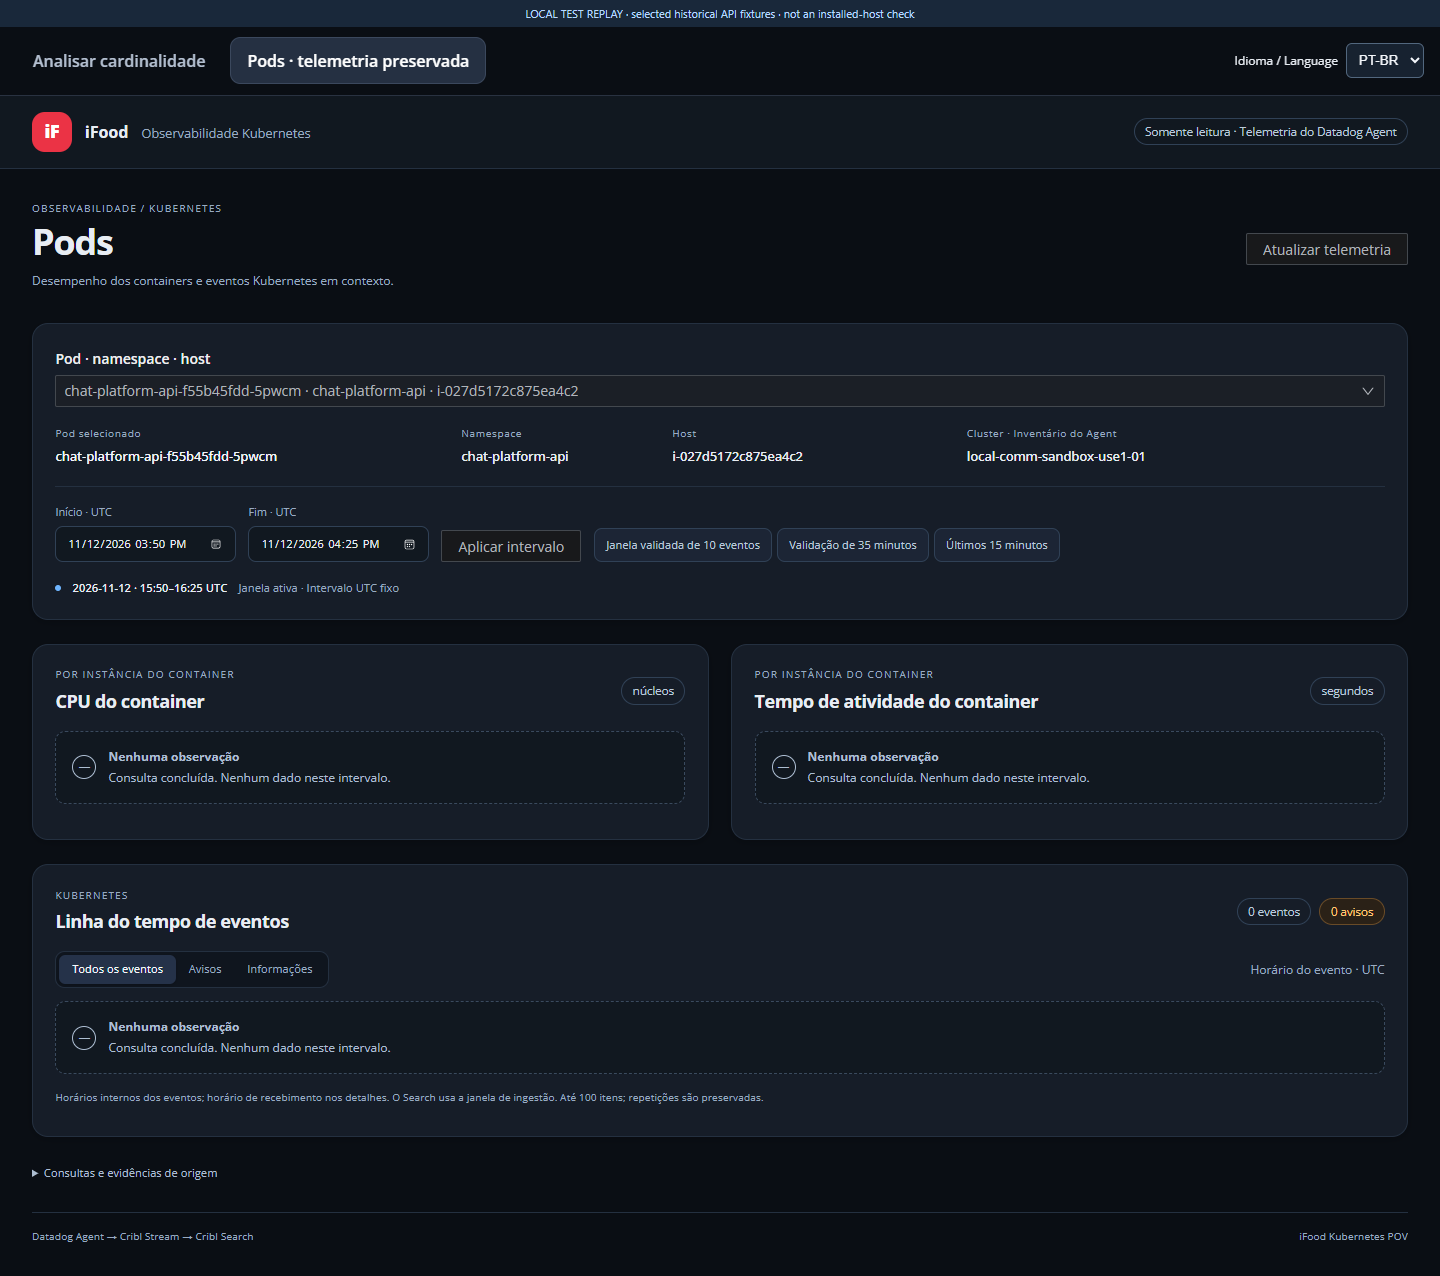 LOCAL TEST REPLAY · selected historical API fixtures · not an installed-host check
Analisar cardinalidade
Pods · telemetria preservada
Idioma / Language
PT-BR
iF
iFood
Observabilidade Kubernetes
Somente leitura · Telemetria do Datadog Agent
OBSERVABILIDADE / KUBERNETES
Pods
Desempenho dos containers e eventos Kubernetes em contexto.
Atualizar telemetria
Pod · namespace · host
chat-platform-api-f55b45fdd-5pwcm · chat-platform-api · i-027d5172c875ea4c2
Pod selecionado
chat-platform-api-f55b45fdd-5pwcm
Namespace
chat-platform-api
Host
i-027d5172c875ea4c2
Cluster · Inventário do Agent
local-comm-sandbox-use1-01
Início · UTC
11/12/2026 03:50 PM
Fim · UTC
11/12/2026 04:25 PM
Aplicar intervalo
Janela validada de 10 eventos
Validação de 35 minutos
Últimos 15 minutos
2026-11-12 · 15:50–16:25 UTC
Janela ativa · Intervalo UTC fixo
POR INSTÂNCIA DO CONTAINER
CPU do container
núcleos
Nenhuma observação
Consulta concluída. Nenhum dado neste intervalo.
POR INSTÂNCIA DO CONTAINER
Tempo de atividade do container
segundos
Nenhuma observação
Consulta concluída. Nenhum dado neste intervalo.
KUBERNETES
Linha do tempo de eventos
0 eventos
0 avisos
Todos os eventos
Avisos
Informações
Horário do evento · UTC
Nenhuma observação
Consulta concluída. Nenhum dado neste intervalo.
Horários internos dos eventos; horário de recebimento nos detalhes. O Search usa a janela de ingestão. Até 100 itens; repetições são preservadas.
Consultas e evidências de origem
Datadog Agent → Cribl Stream → Cribl Search
iFood Kubernetes POV